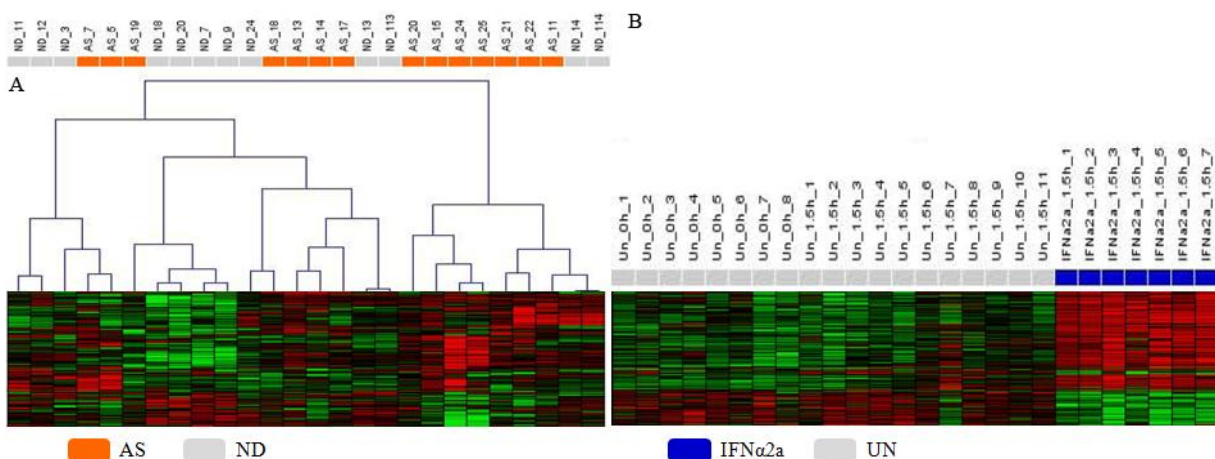 ND_11
ND_12
ND_3
AS_7
AS_5
AS_19
ND_18
ND_20
ND_7
ND_9
ND_24
AS_18
AS_13
AS_14
AS_17
ND_13
ND_113
AS_20
AS_15
AS_24
AS_25
AS_21
AS_22
AS_11
ND_14
ND_114
A
B
Un_0h_1
Un_0h_2
Un_0h_3
Un_0h_4
Un_0h_5
Un_0h_6
Un_0h_7
Un_0h_8
Un_1.5h_1
Un_1.5h_2
Un_1.5h_3
Un_1.5h_4
Un_1.5h_5
Un_1.5h_6
Un_1.5h_7
Un_1.5h_8
Un_1.5h_9
Un_1.5h_10
Un_1.5h_11
IFNa2a_1.5h_1
IFNa2a_1.5h_2
IFNa2a_1.5h_3
IFNa2a_1.5h_4
IFNa2a_1.5h_5
IFNa2a_1.5h_6
IFNa2a_1.5h_7
AS
ND
IFNα2a
UN